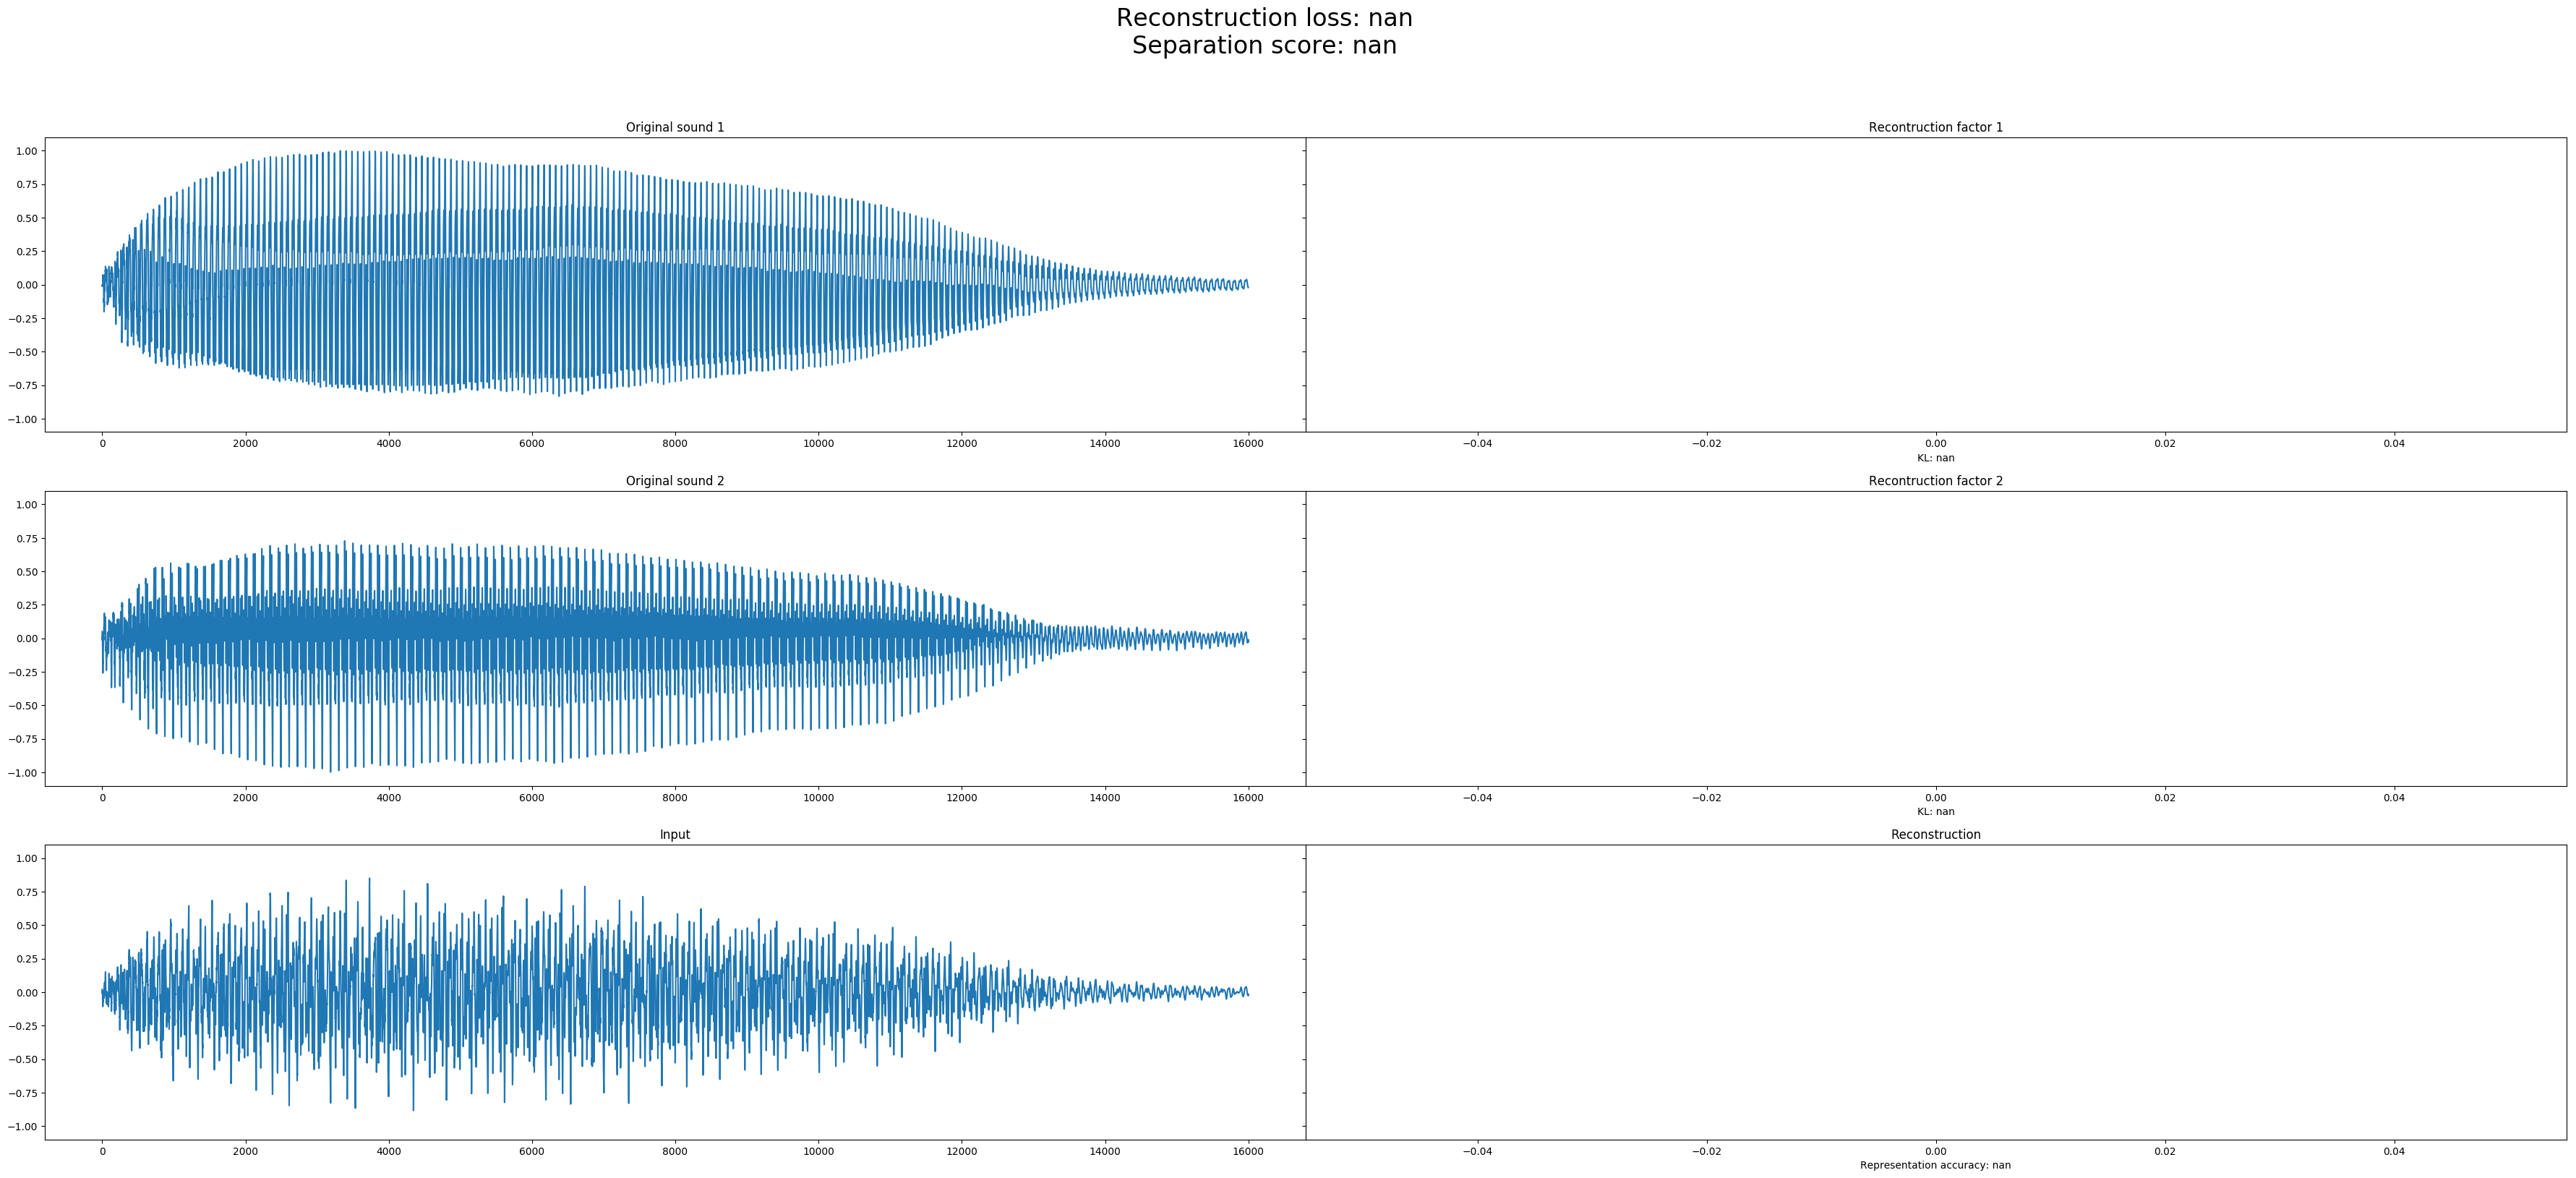 Reconstruction loss: nan
Separation score: nan
Original sound 1
Recontruction factor 1
1.00
0.75
0.50
0.25
0.00
−0.25
−0.50
−0.75
−1.00
0 2000 4000 6000 8000 10000 12000 14000 16000
−0.04 −0.02 0.00 0.02 0.04
KL: nan
Original sound 2
Recontruction factor 2
1.00
0.75
0.50
0.25
0.00
−0.25
−0.50
−0.75
−1.00
0 2000 4000 6000 8000 10000 12000 14000 16000
−0.04 −0.02 0.00 0.02 0.04
KL: nan
Input
Reconstruction
1.00
0.75
0.50
0.25
0.00
−0.25
−0.50
−0.75
−1.00
0 2000 4000 6000 8000 10000 12000 14000 16000
−0.04 −0.02 0.00 0.02 0.04
Representation accuracy: nan